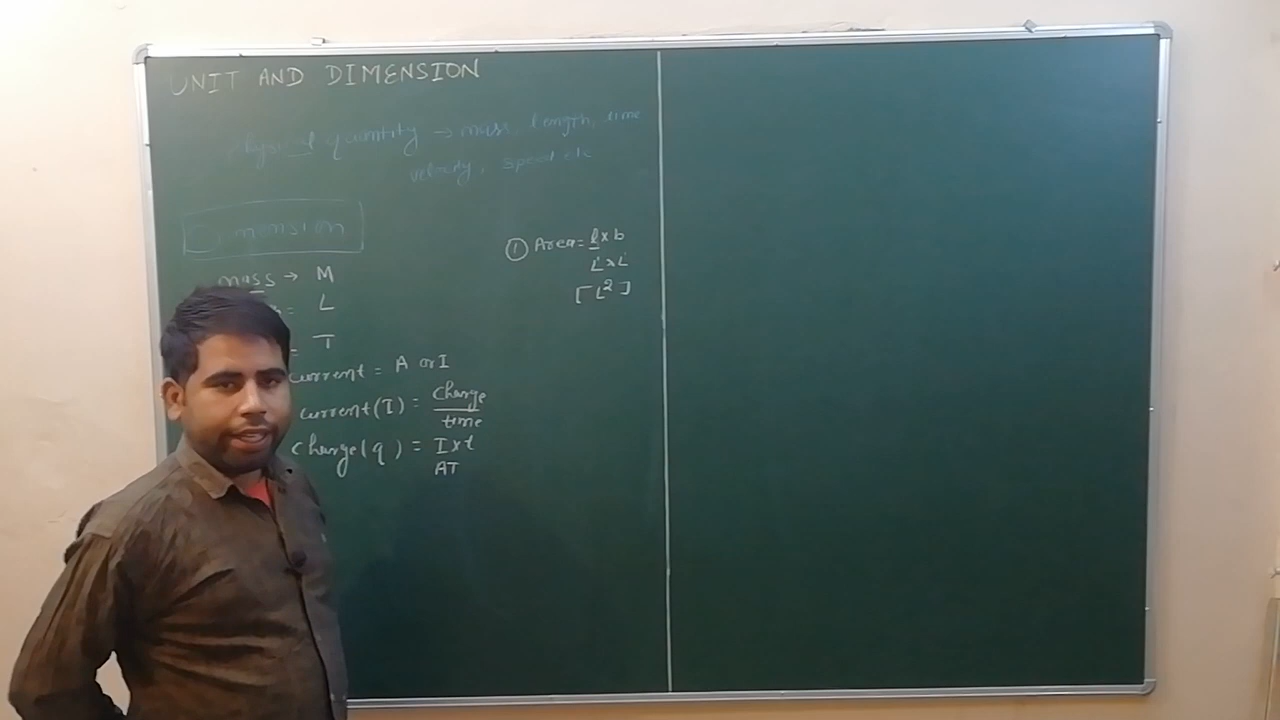 UNIT AND DIMENSION
physical quantity → mass, length, time
velocity, speed etc
Dimension
mass → M
= L
= T
current = A or I
current (I) = charge
time
charge (q) = I x t
AT
① Area = l x b
L x L
[L²]